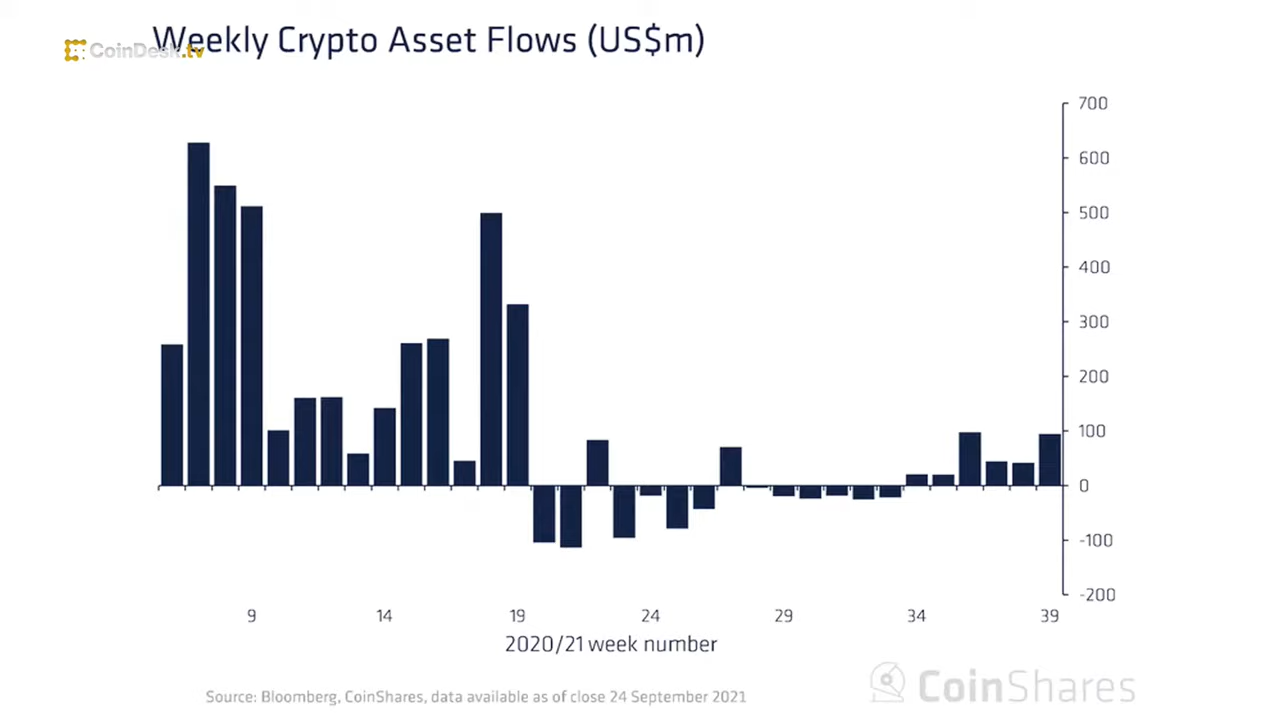 Weekly Crypto Asset Flows (US$m)
CoinDesk.tv
700
600
500
400
300
200
100
0
-100
-200
9 14 19 24 29 34 39
2020/21 week number
Source: Bloomberg, CoinShares, data available as of close 24 September 2021
CoinShares